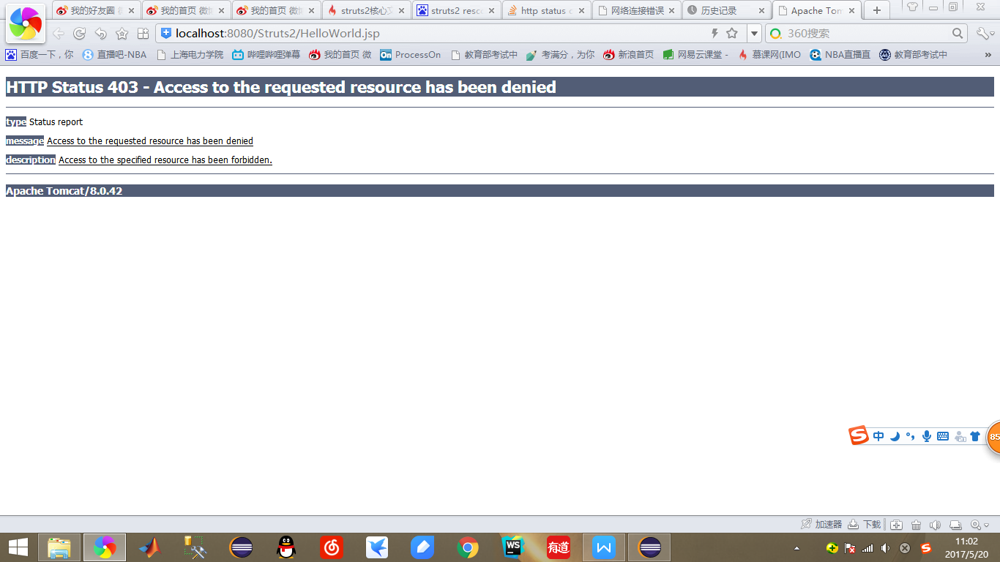 我的好友圈
我的首页 微
我的首页 微
struts2核心
struts2 resc
http status c
网络连接错误
历史记录
Apache Tom
localhost:8080/Struts2/HelloWorld.jsp
360搜索
百度一下，你
直播吧-NBA
上海电力学院
哔哩哔哩弹幕
我的首页 微
On ProcessOn
教育部考试中
考满分，为你
新浪首页
网易云课堂 -
慕课网(IMO
NBA直播直
教育部考试中
»
HTTP Status 403 - Access to the requested resource has been denied
type Status report
message Access to the requested resource has been denied
description Access to the specified resource has been forbidden.
Apache Tomcat/8.0.42
S 中
85
加速器
下载
WS
有道
W
S
11:02
2017/5/20